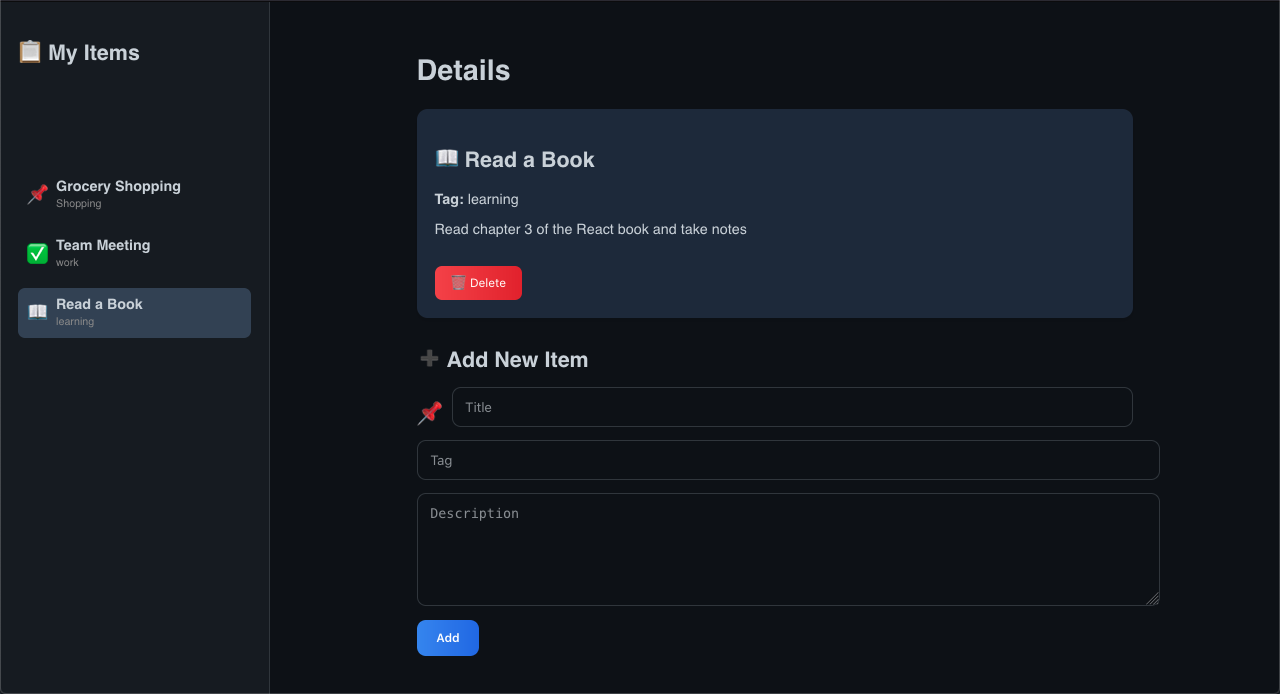 📋 My Items
📌 Grocery Shopping
Shopping
✅ Team Meeting
work
📖 Read a Book
learning
Details
📖 Read a Book
Tag: learning
Read chapter 3 of the React book and take notes
🗑️ Delete
➕ Add New Item
📌 Title
Tag
Description
Add